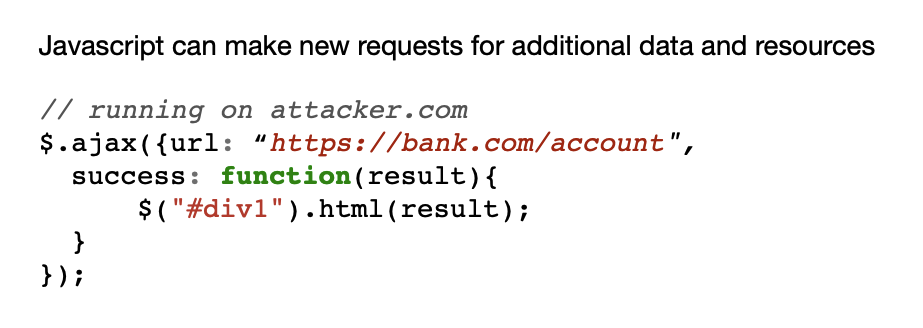 Javascript can make new requests for additional data and resources
// running on attacker.com
$.ajax({url: “https://bank.com/account",
success: function(result){
$("#div1").html(result);
}
});